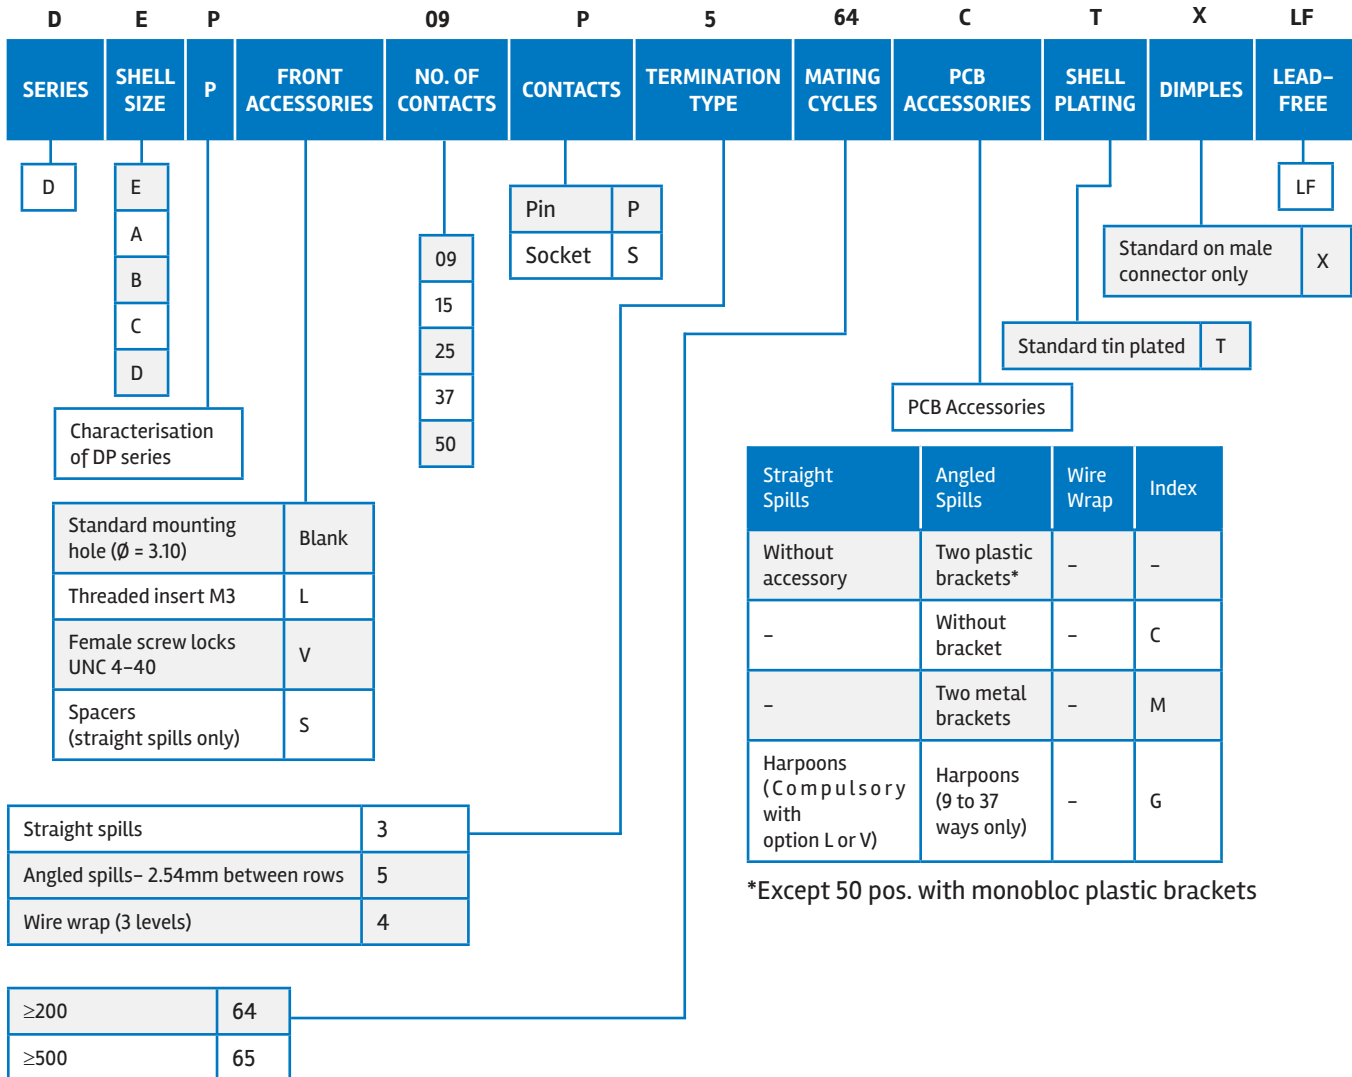 D E P 09 P 5 64 C T X LF
SERIES
SHELL
SIZE
P
FRONT
ACCESSORIES
NO. OF
CONTACTS
CONTACTS
TERMINATION
TYPE
MATING
CYCLES
PCB
ACCESSORIES
SHELL
PLATING
DIMPLES
LEAD-
FREE
D
E
A
B
C
D
Characterisation
of DP series
Standard mounting
hole (Ø = 3.10)
Blank
Threaded insert M3
L
Female screw locks
UNC 4-40
V
Spacers
(straight spills only)
S
09
15
25
37
50
Pin P
Socket S
Straight spills 3
Angled spills- 2.54mm between rows 5
Wire wrap (3 levels) 4
≥200 64
≥500 65
PCB Accessories
Standard tin plated T
Standard on male
connector only
X
LF
Straight
Spills
Angled
Spills
Wire
Wrap
Index
Without
accessory
Two plastic
brackets*
–
–
–
Without
bracket
–
C
–
Two metal
brackets
–
M
Harpoons
(Compulsory
with
option L or V)
Harpoons
(9 to 37
ways only)
–
G
*Except 50 pos. with monobloc plastic brackets